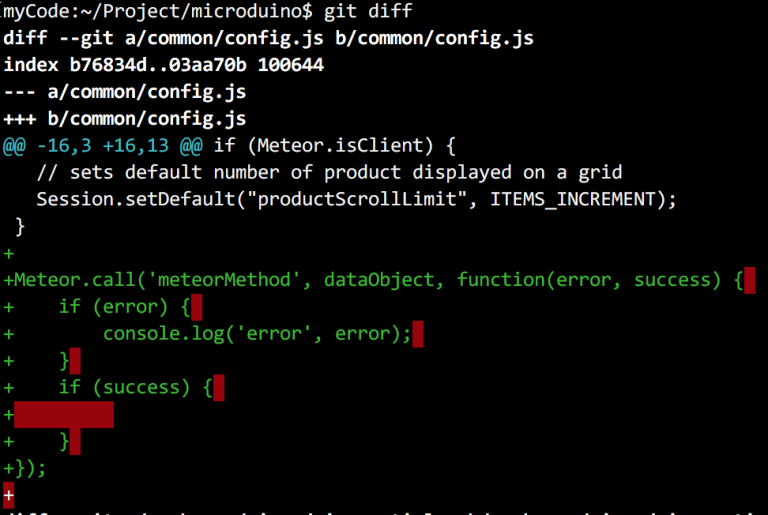 myCode:~/Project/microduino$ git diff
diff --git a/common/config.js b/common/config.js
index b76834d..03aa70b 100644
--- a/common/config.js
+++ b/common/config.js
@@ -16,3 +16,13 @@ if (Meteor.isClient) {
   // sets default number of product displayed on a grid
   Session.setDefault("productScrollLimit", ITEMS_INCREMENT);
 }
+
+Meteor.call('meteorMethod', dataObject, function(error, success) {
+    if (error) {
+        console.log('error', error);
+    }
+    if (success) {
+
+    }
+});
+